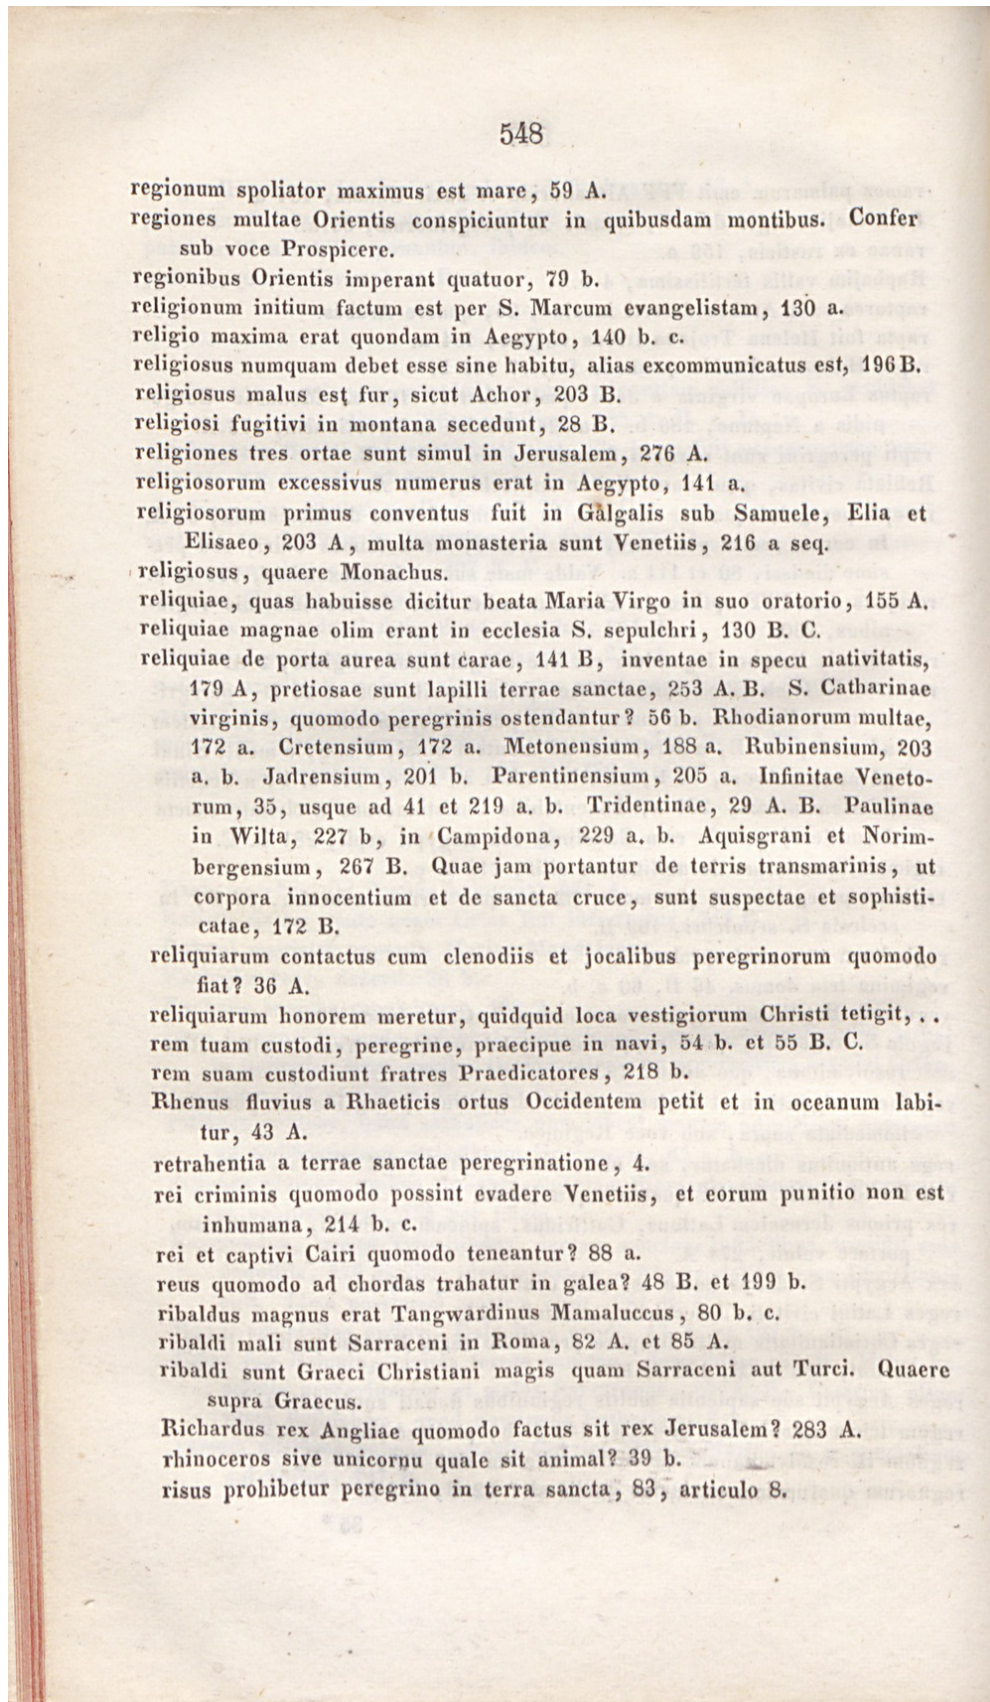 548
regionum spoliator maximus est mare, 59 A.
regiones multae Orientis conspiciuntur in quibusdam montibus. Confer
sub voce Prospicere.
regionibus Orientis imperant quatuor, 79 b.
religionum initium factum est per S. Marcum evangelistam, 130 a.
religio maxima erat quondam in Aegypto, 140 b. c.
religiosus numquam debet esse sine habitu, alias excommunicatus est, 196 B.
religiosus malus est fur, sicut Achor, 203 B.
religiosi fugitivi in montana secedunt, 28 B.
religiones tres ortae sunt simul in Jerusalem, 276 A.
religiosorum excessivus numerus erat in Aegypto, 141 a.
religiosorum primus conventus fuit in Galgalis sub Samuele, Elia et
Elisaeo, 203 A, multa monasteria sunt Venetiis, 216 a seq.
religiosus, quaere Monachus.
reliquiae, quas habuisse dicitur beata Maria Virgo in suo oratorio, 155 A.
reliquiae magnae olim erant in ecclesia S. sepulchri, 130 B. C.
reliquiae de porta aurea sunt carae, 141 B, inventae in specu nativitatis,
179 A, pretiosae sunt lapilli terrae sanctae, 253 A. B. S. Catharinae
virginis, quomodo peregrinis ostendantur? 56 b. Rhodianorum multae,
172 a. Cretensium, 172 a. Metonensium, 188 a. Rubinensium, 203
a. b. Jadrensium, 201 b. Parentinensium, 205 a. Infinitae Veneto-
rum, 35, usque ad 41 et 219 a. b. Tridentinae, 29 A. B. Paulinae
in Wilta, 227 b, in Campidona, 229 a. b. Aquisgrani et Norim-
bergensium, 267 B. Quae jam portantur de terris transmarinis, ut
corpora innocentium et de sancta cruce, sunt suspectae et sophisti-
catae, 172 B.
reliquiarum contactus cum clenodiis et jocalibus peregrinorum quomodo
fiat? 36 A.
reliquiarum honorem meretur, quidquid loca vestigiorum Christi tetigit, . .
rem tuam custodi, peregrine, praecipue in navi, 54 b. et 55 B. C.
rem suam custodiunt fratres Praedicatores, 218 b.
Rhenus fluvius a Rhaeticis ortus Occidentem petit et in oceanum labi-
tur, 43 A.
retrahentia a terrae sanctae peregrinatione, 4.
rei criminis quomodo possint evadere Venetiis, et eorum punitio non est
inhumana, 214 b. c.
rei et captivi Cairi quomodo teneantur? 88 a.
reus quomodo ad chordas trahatur in galea? 48 B. et 199 b.
ribaldus magnus erat Tangwardinus Mamaluccus, 80 b. c.
ribaldi mali sunt Sarraceni in Roma, 82 A. et 85 A.
ribaldi sunt Graeci Christiani magis quam Sarraceni aut Turci. Quaere
supra Graecus.
Richardus rex Angliae quomodo factus sit rex Jerusalem? 283 A.
rhinoceros sive unicornu quale sit animal? 39 b.
risus prohibetur peregrino in terra sancta, 83, articulo 8.